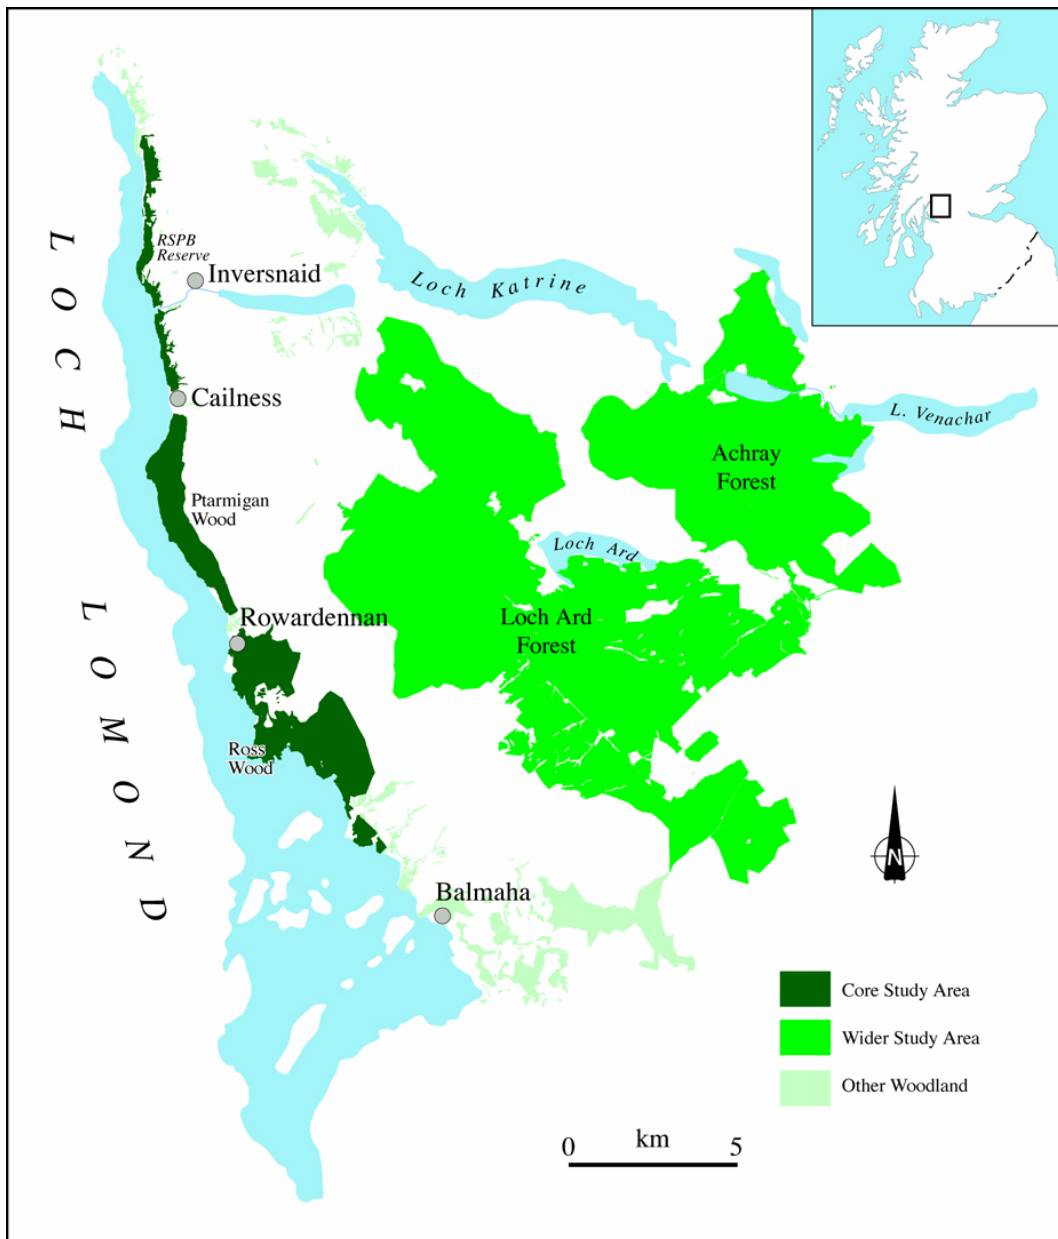 LOCH LOMOND
RSPB
Reserve
Inversnaid
Loch Katrine
Cailness
L. Venachar
Achray
Forest
Ptarmigan
Wood
Loch Ard
Rowardennan
Loch Ard
Forest
Ross
Wood
Balmaha
N
Core Study Area
Wider Study Area
Other Woodland
0 km 5